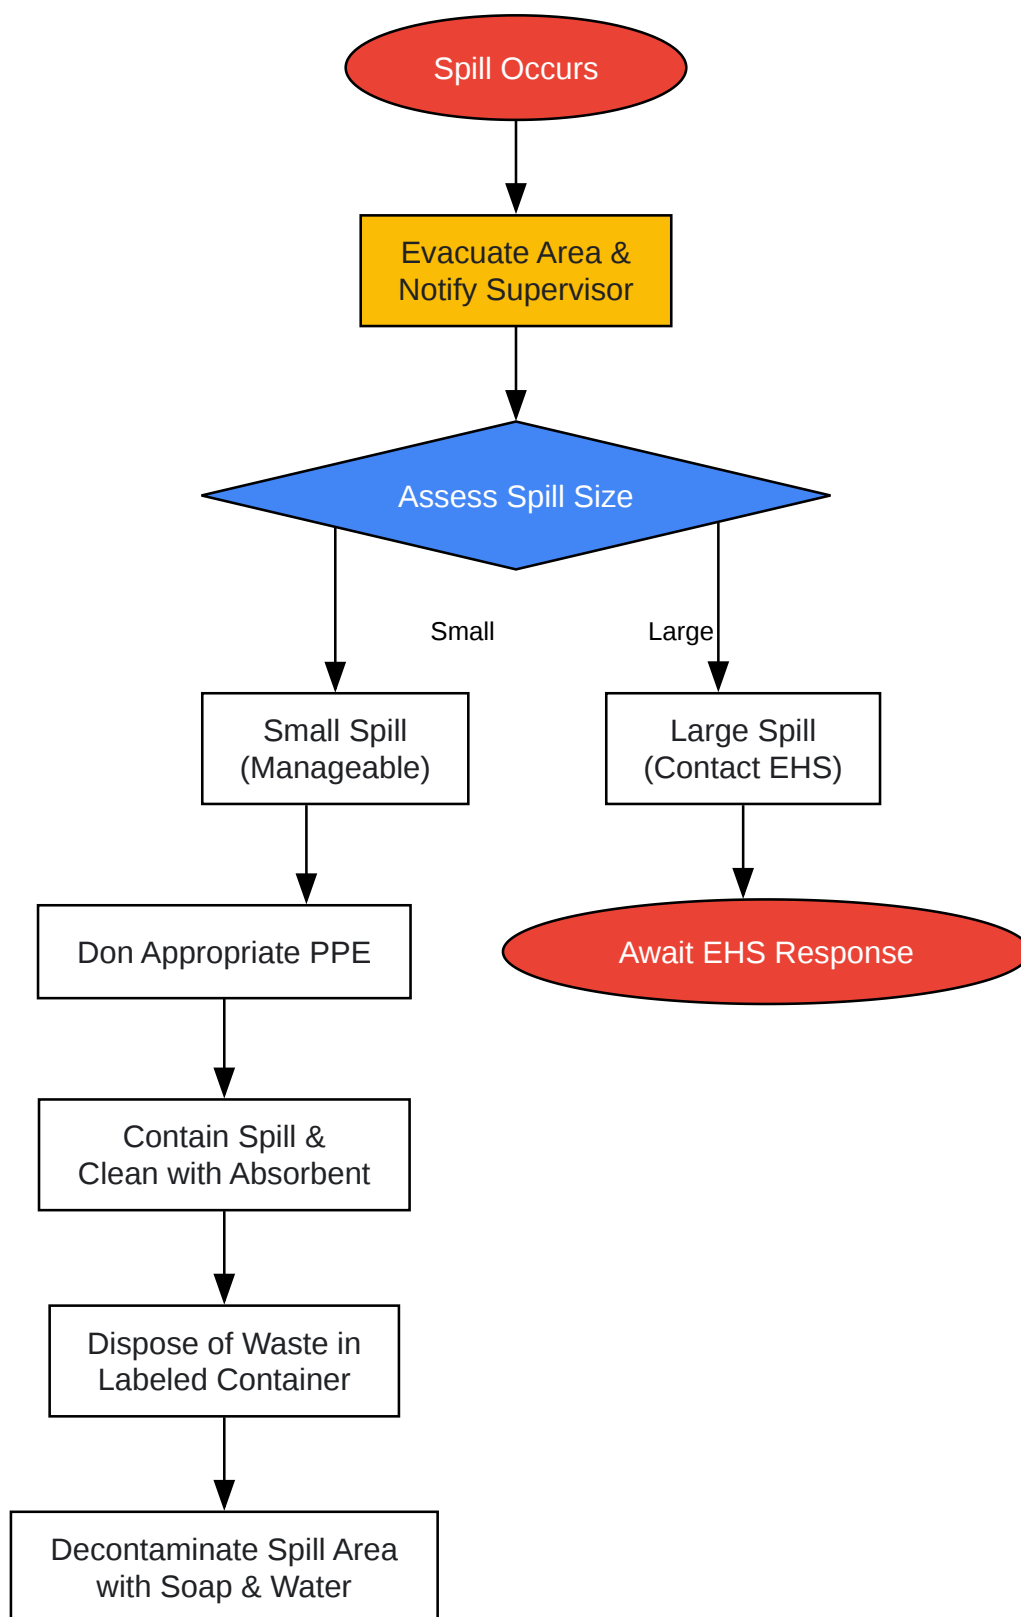 Spill Occurs
Evacuate Area &
Notify Supervisor
Assess Spill Size
Small
Large
Small Spill
(Manageable)
Large Spill
(Contact EHS)
Don Appropriate PPE
Await EHS Response
Contain Spill &
Clean with Absorbent
Dispose of Waste in
Labeled Container
Decontaminate Spill Area
with Soap & Water